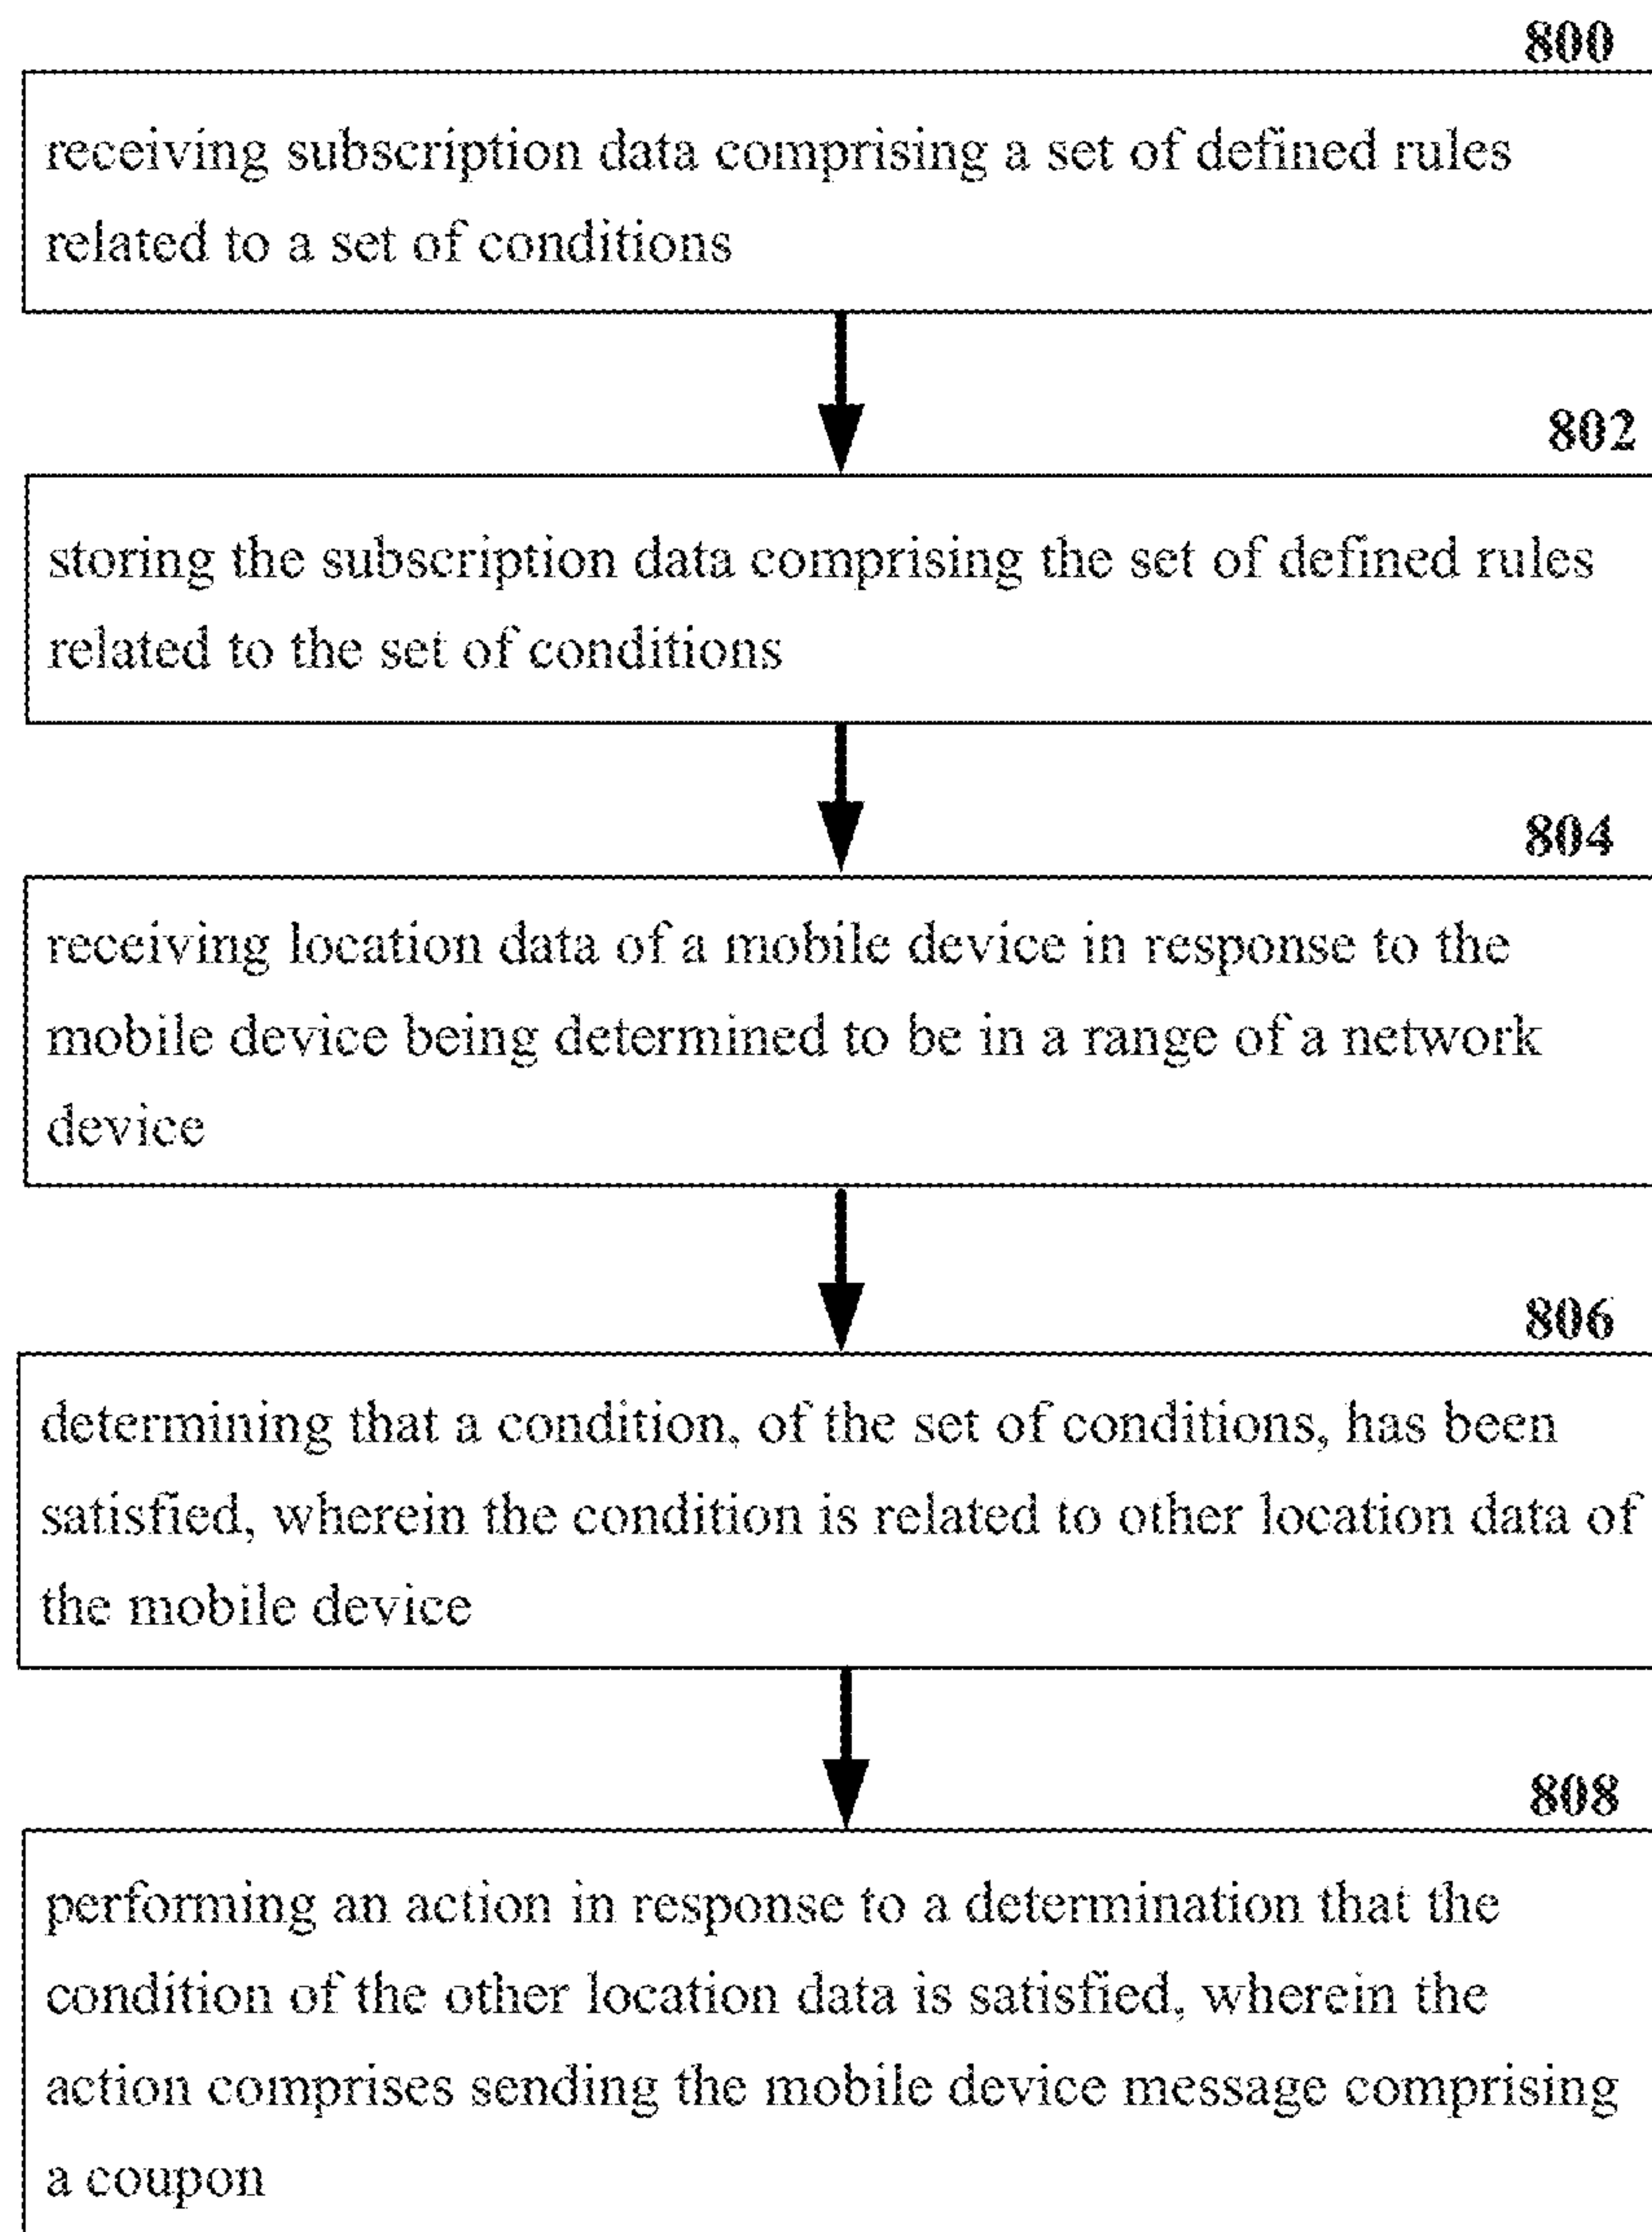 800
receiving subscription data comprising a set of defined rules
related to a set of conditions
802
storing the subscription data comprising the set of defined rules
related to the set of conditions
804
receiving location data of a mobile device in response to the
mobile device being determined to be in a range of a network
device
806
determining that a condition, of the set of conditions, has been
satisfied, wherein the condition is related to other location data of
the mobile device
808
performing an action in response to a determination that the
condition of the other location data is satisfied, wherein the
action comprises sending the mobile device message comprising
a coupon